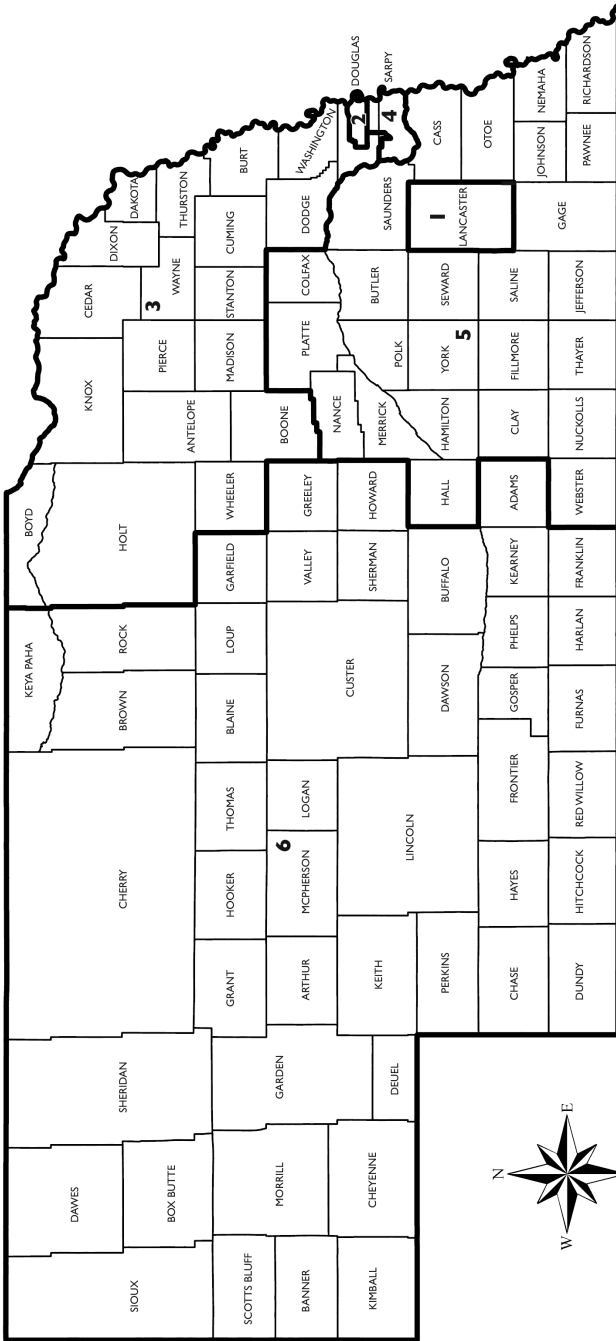 SIOUX
DAWES
BOX BUTTE
SHERIDAN
SCOTTS BLUFF
BANNER
KIMBALL
MORRILL
CHEYENNE
GARDEN
DEUEL
CHERRY
KEYA PAHA
BOYD
BROWN
ROCK
HOLT
KNOX
CEDAR
DIXON
DAKOTA
ANTELOPE
PIERCE
3
WAYNE
THURSTON
GRANT
HOOKER
THOMAS
BLAINE
LOUP
GARFIELD
WHEELER
BOONE
MADISON
STANTON
CUMING
BURT
ARTHUR
MCPHERSON
6
LOGAN
CUSTER
VALLEY
GREELEY
NANCE
PLATTE
COLFAX
DODGE
WASHINGTON
KEITH
LINCOLN
SHERMAN
HOWARD
MERRICK
POLK
BUTLER
SAUNDERS
2
DOUGLAS
4
SARPY
PERKINS
DAWSON
BUFFALO
HALL
HAMILTON
YORK
5
SEWARD
1
LANCASTER
CASS
OTOE
CHASE
HAYES
FRONTIER
GOSPER
PHELPS
KEARNEY
ADAMS
CLAY
FILLMORE
SALINE
GAGE
JOHNSON
NEMAHA
DUNDY
HITCHCOCK
RED WILLOW
FURNAS
HARLAN
FRANKLIN
WEBSTER
NUCKOLLS
THAYER
JEFFERSON
PAWNEE
RICHARDSON
N
W
E